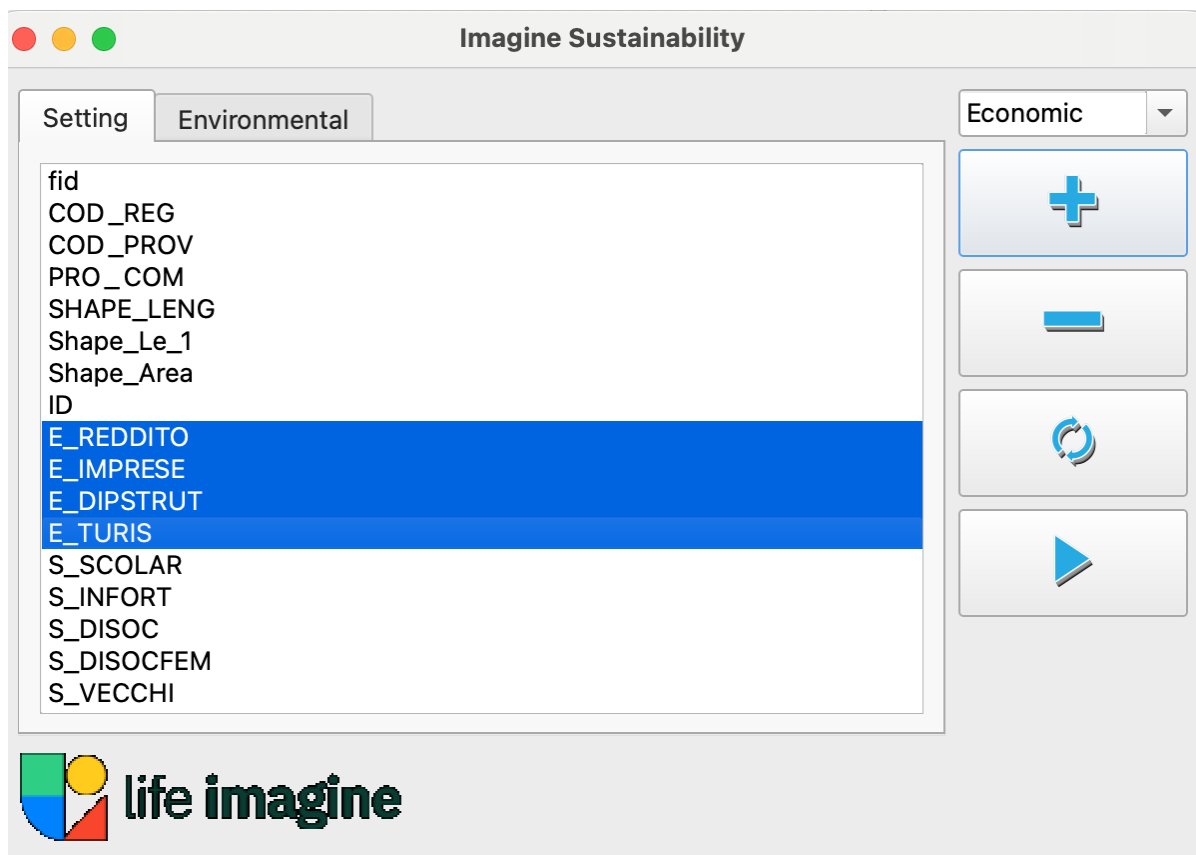 Imagine Sustainability
Setting
Environmental
Economic
fid
COD_REG
COD_PROV
PRO_COM
SHAPE_LENG
Shape_Le_1
Shape_Area
ID
E_REDDITO
E_IMPRESE
E_DIPSTRUT
E_TURIS
S_SCOLAR
S_INFORT
S_DISOC
S_DISOCFEM
S_VECCHI
life imagine